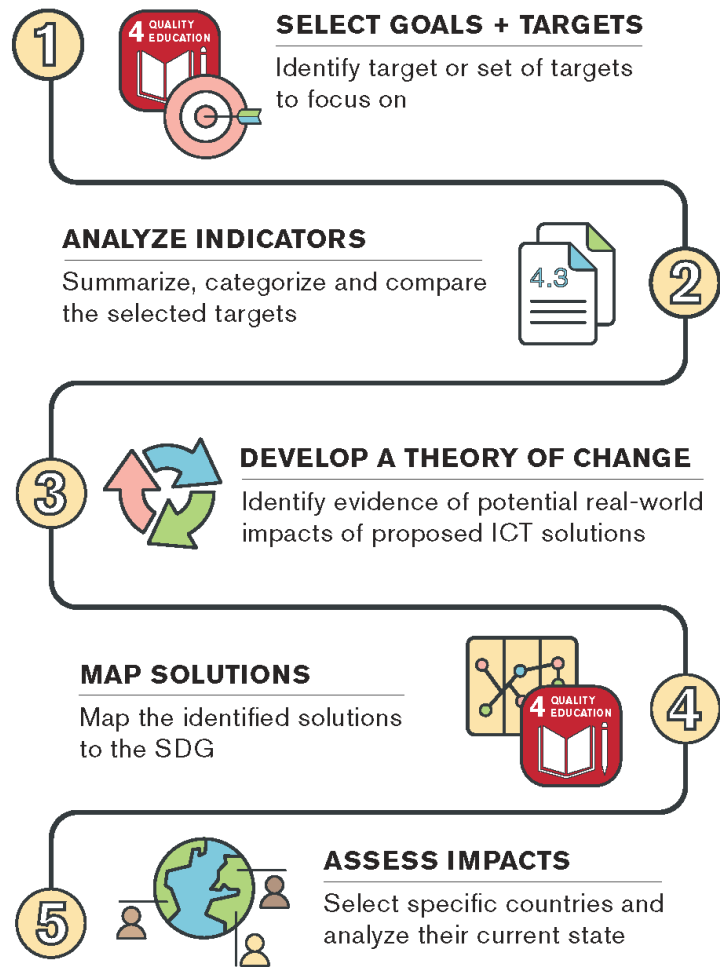 1
4 QUALITY
EDUCATION
SELECT GOALS + TARGETS
Identify target or set of targets
to focus on
ANALYZE INDICATORS
Summarize, categorize and compare
the selected targets
4.3
2
3
DEVELOP A THEORY OF CHANGE
Identify evidence of potential real-world
impacts of proposed ICT solutions
MAP SOLUTIONS
Map the identified solutions
to the SDG
4 QUALITY
EDUCATION
4
5
ASSESS IMPACTS
Select specific countries and
analyze their current state